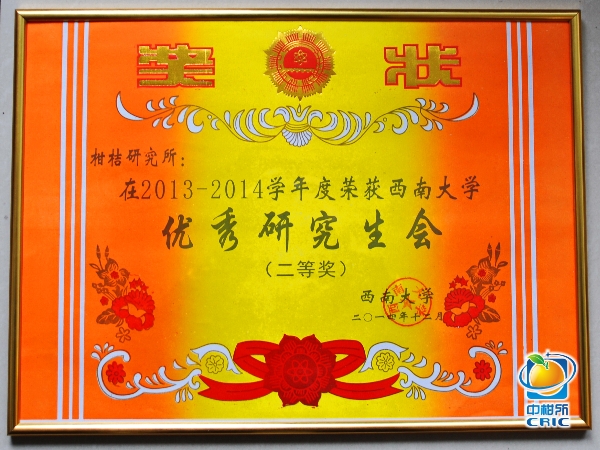 奖状
柑桔研究所：
在2013-2014学年度荣获西南大学
优秀研究生会
（二等奖）
西南大学
二〇一四年十二月
中柑所
CRIC